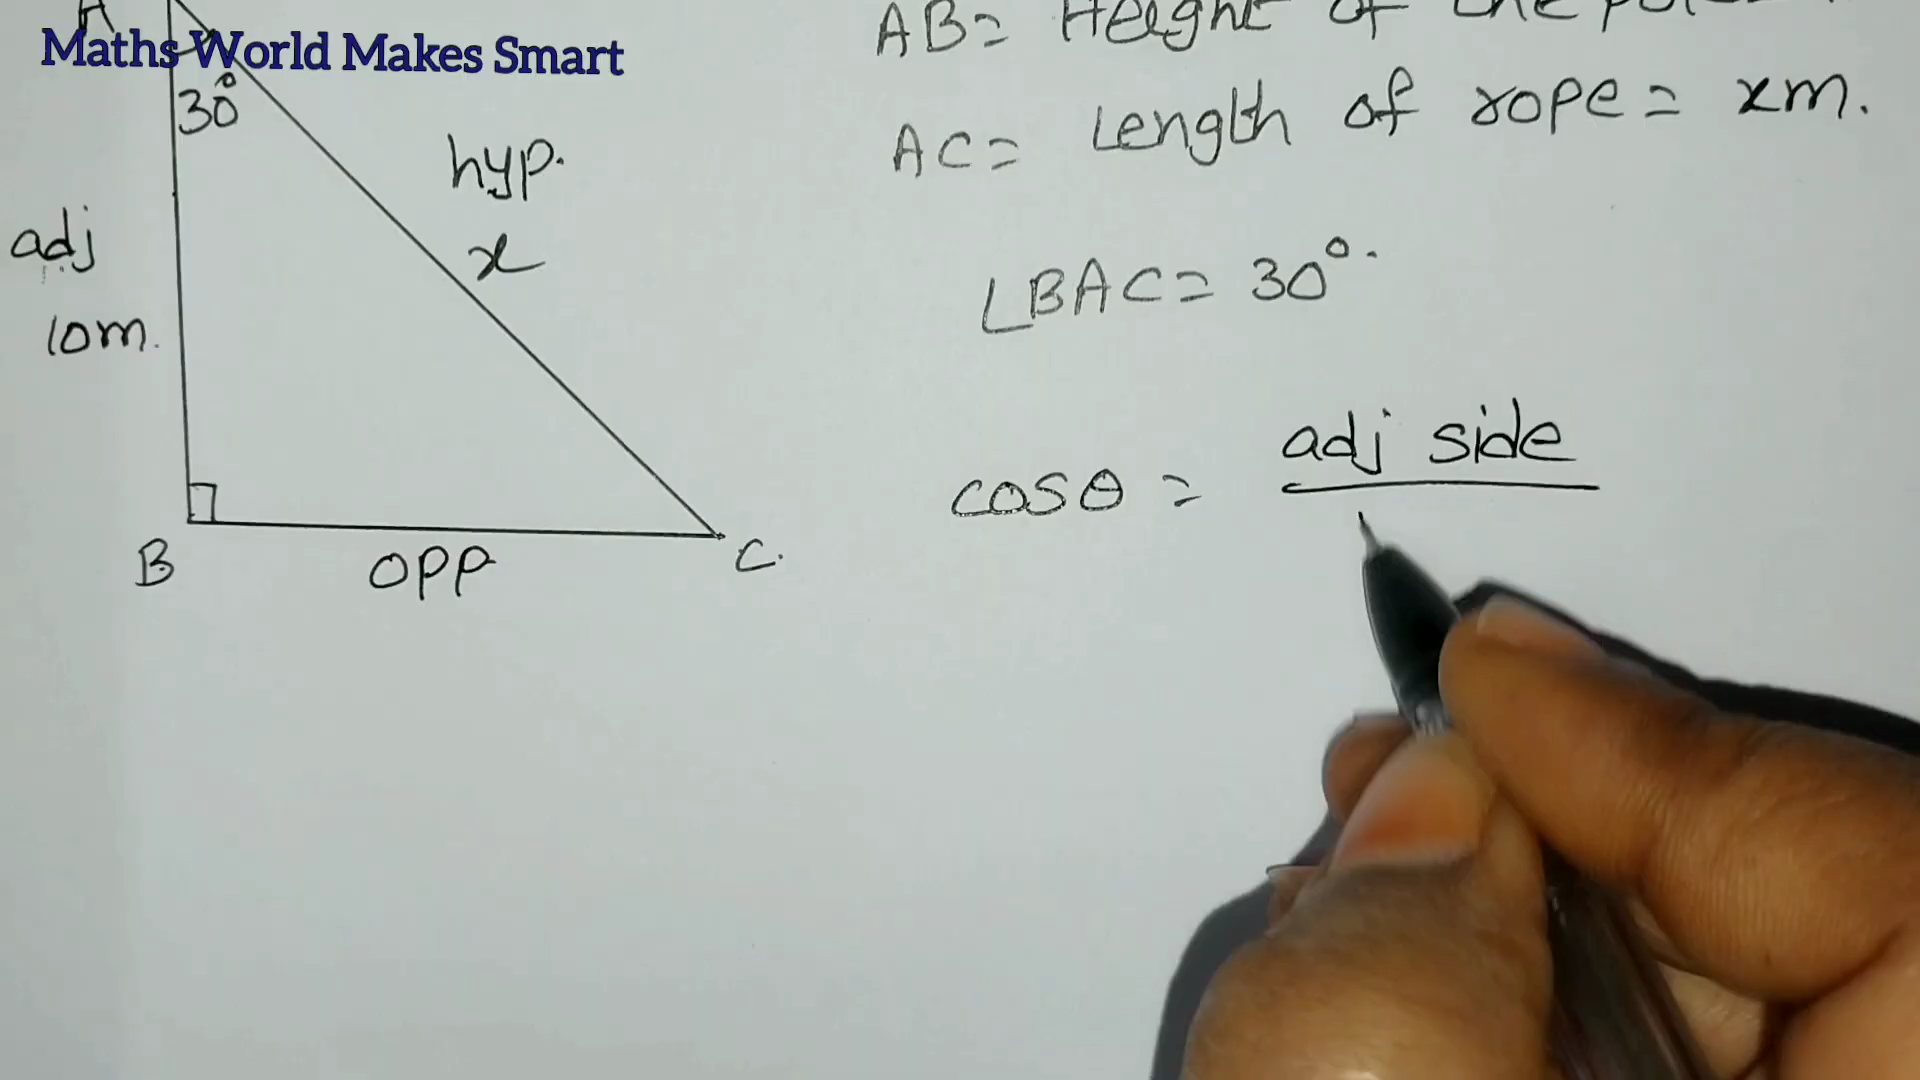 A
Maths World Makes Smart
30°
hyp.
x
adj
10m.
B
opp
C.
AB= Height of the pole
AC= Length of rope= xm.
∠BAC= 30°.
adj side
cosθ =